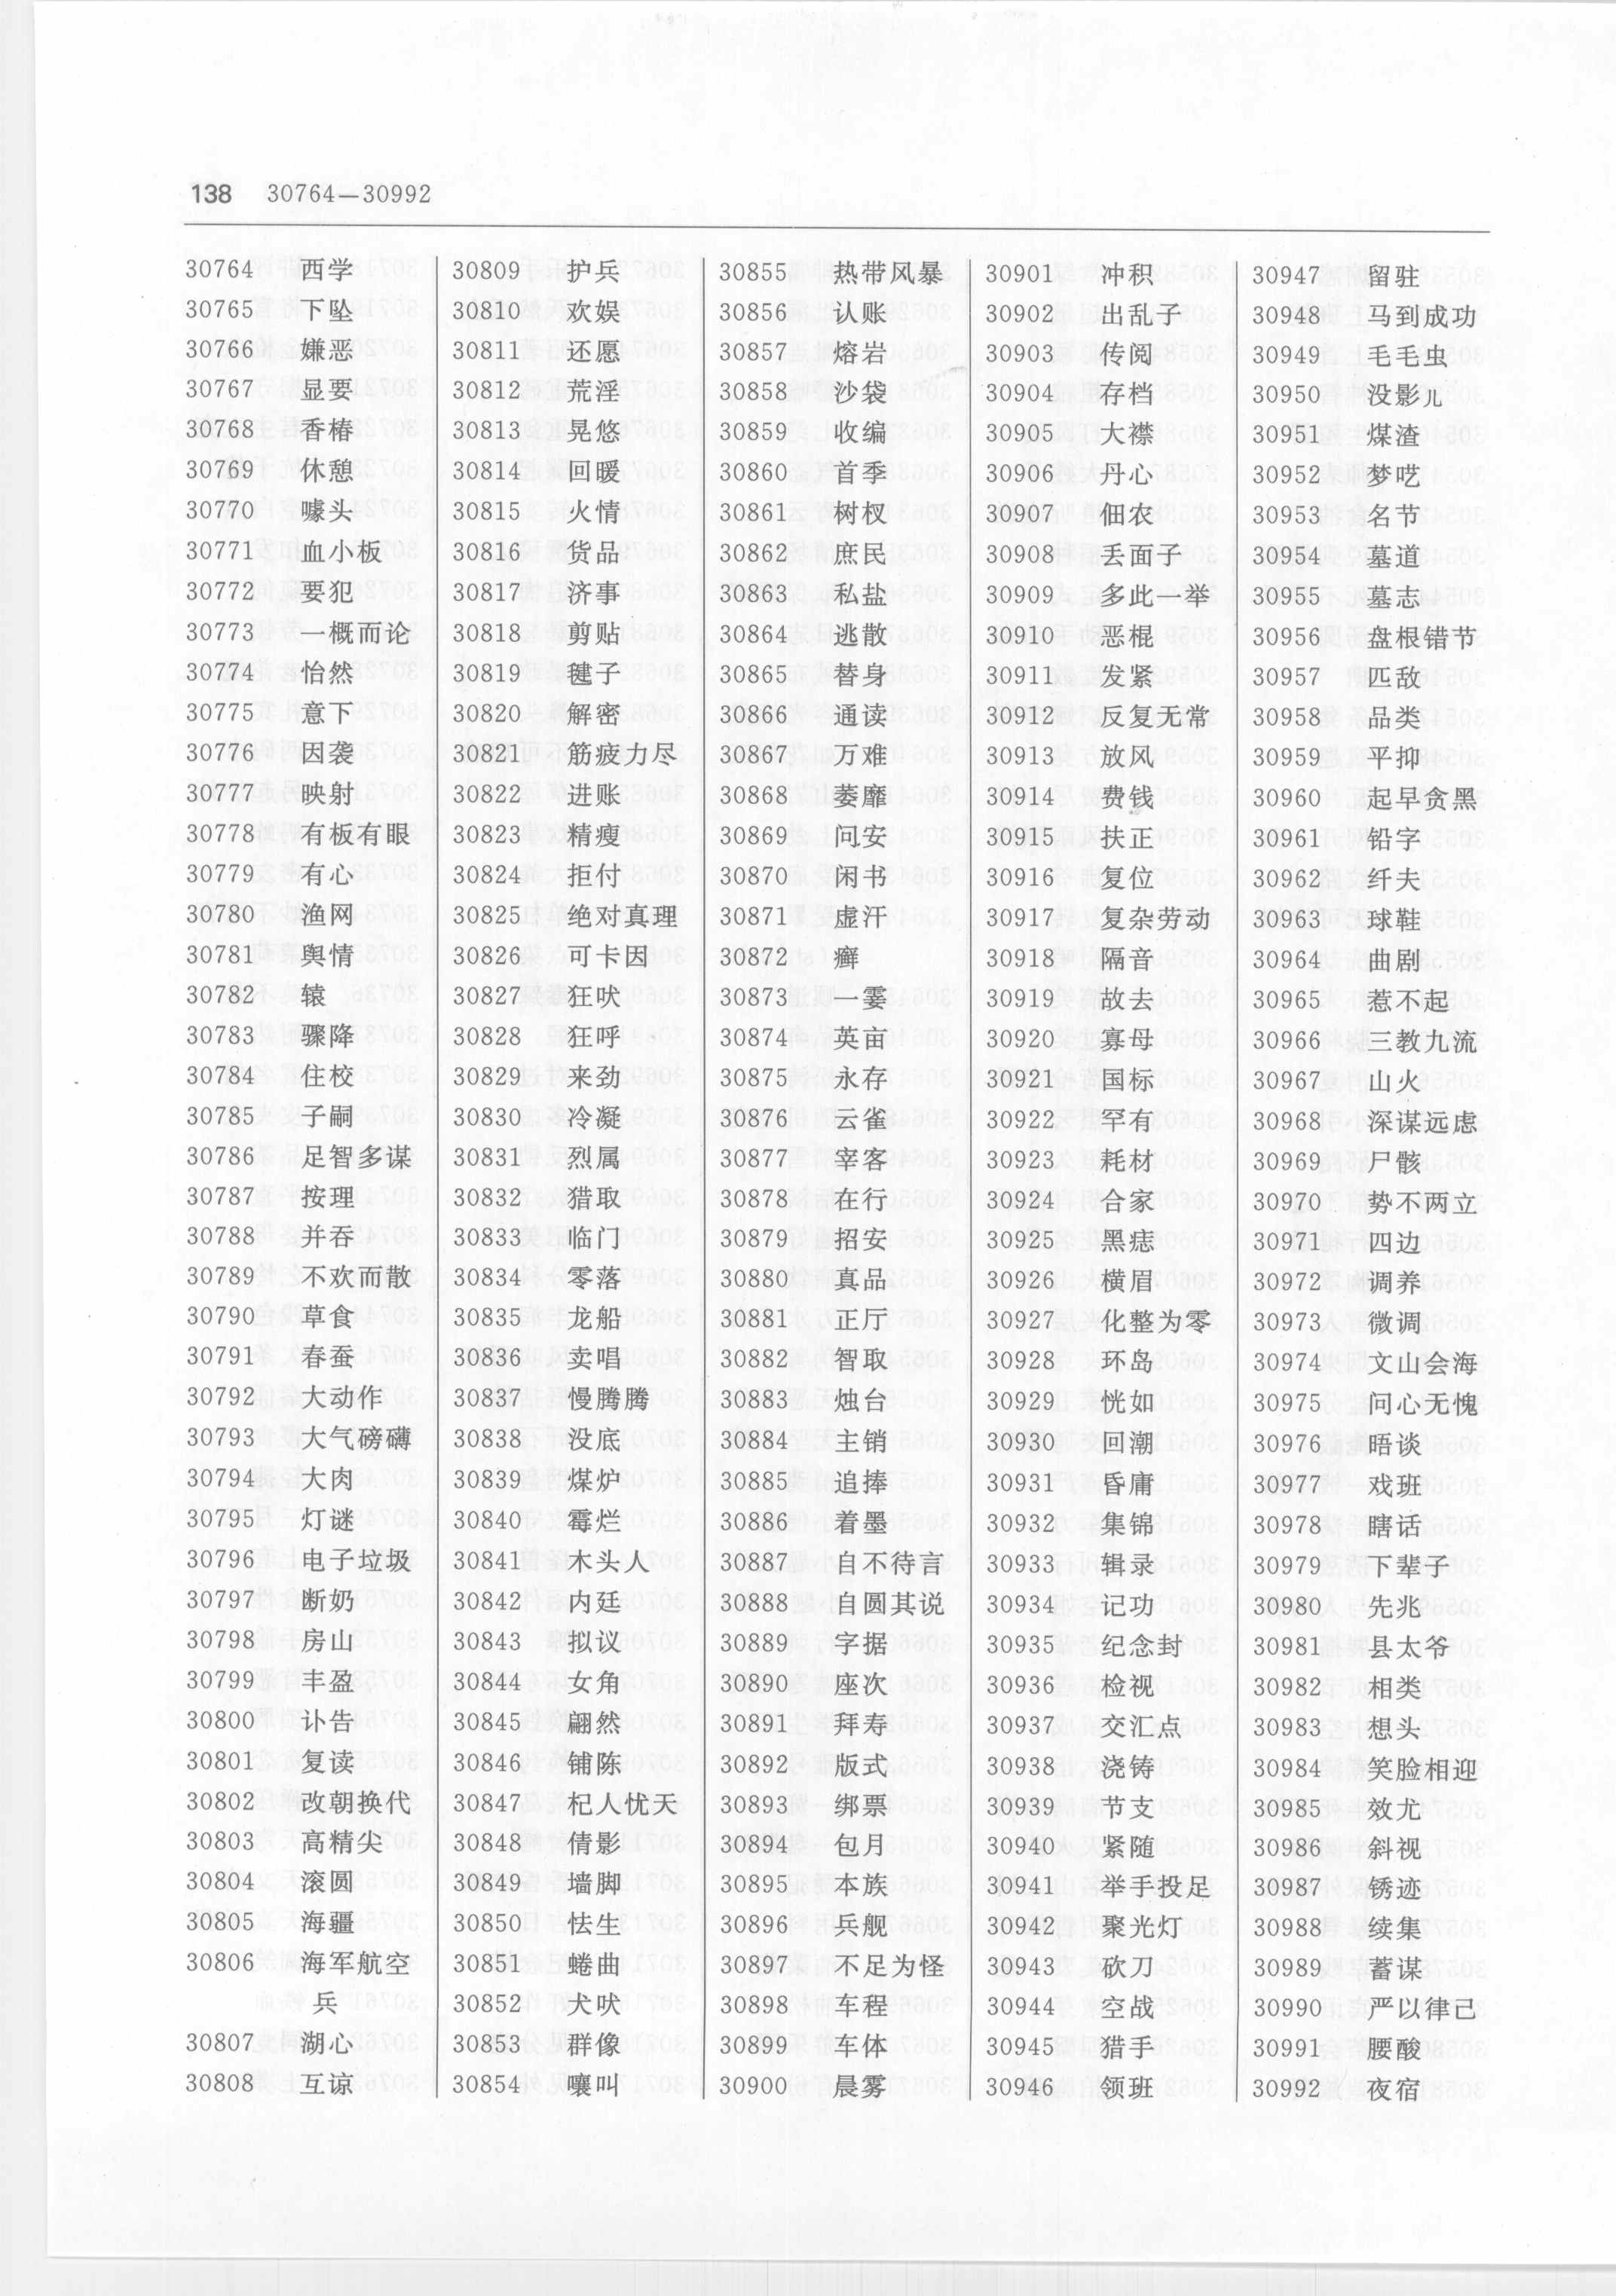 138 30764—30992
30764 西学
30765 下坠
30766 嫌恶
30767 显要
30768 香椿
30769 休憩
30770 噱头
30771 血小板
30772 要犯
30773 一概而论
30774 怡然
30775 意下
30776 因袭
30777 映射
30778 有板有眼
30779 有心
30780 渔网
30781 舆情
30782 辕
30783 骤降
30784 住校
30785 子嗣
30786 足智多谋
30787 按理
30788 并吞
30789 不欢而散
30790 草食
30791 春蚕
30792 大动作
30793 大气磅礴
30794 大肉
30795 灯谜
30796 电子垃圾
30797 断奶
30798 房山
30799 丰盈
30800 讣告
30801 复读
30802 改朝换代
30803 高精尖
30804 滚圆
30805 海疆
30806 海军航空
兵
30807 湖心
30808 互谅
30809 护兵
30810 欢娱
30811 还愿
30812 荒淫
30813 晃悠
30814 回暖
30815 火情
30816 货品
30817 济事
30818 剪贴
30819 毽子
30820 解密
30821 筋疲力尽
30822 进账
30823 精瘦
30824 拒付
30825 绝对真理
30826 可卡因
30827 狂吠
30828 狂呼
30829 来劲
30830 冷凝
30831 烈属
30832 猎取
30833 临门
30834 零落
30835 龙船
30836 卖唱
30837 慢腾腾
30838 没底
30839 煤炉
30840 霉烂
30841 木头人
30842 内廷
30843 拟议
30844 女角
30845 翩然
30846 铺陈
30847 杞人忧天
30848 倩影
30849 墙脚
30850 怯生
30851 蜷曲
30852 犬吠
30853 群像
30854 嚷叫
30855 热带风暴
30856 认账
30857 熔岩
30858 沙袋
30859 收编
30860 首季
30861 树杈
30862 庶民
30863 私盐
30864 逃散
30865 替身
30866 通读
30867 万难
30868 萎靡
30869 问安
30870 闲书
30871 虚汗
30872 癣
30873 一霎
30874 英亩
30875 永存
30876 云雀
30877 宰客
30878 在行
30879 招安
30880 真品
30881 正厅
30882 智取
30883 烛台
30884 主销
30885 追捧
30886 着墨
30887 自不待言
30888 自圆其说
30889 字据
30890 座次
30891 拜寿
30892 版式
30893 绑票
30894 包月
30895 本族
30896 兵舰
30897 不足为怪
30898 车程
30899 车体
30900 晨雾
30901 冲积
30902 出乱子
30903 传阅
30904 存档
30905 大襟
30906 丹心
30907 佃农
30908 丢面子
30909 多此一举
30910 恶棍
30911 发紧
30912 反复无常
30913 放风
30914 费钱
30915 扶正
30916 复位
30917 复杂劳动
30918 隔音
30919 故去
30920 寡母
30921 国标
30922 罕有
30923 耗材
30924 合家
30925 黑痣
30926 横眉
30927 化整为零
30928 环岛
30929 恍如
30930 回潮
30931 昏庸
30932 集锦
30933 辑录
30934 记功
30935 纪念封
30936 检视
30937 交汇点
30938 浇铸
30939 节支
30940 紧随
30941 举手投足
30942 聚光灯
30943 砍刀
30944 空战
30945 猎手
30946 领班
30947 留驻
30948 马到成功
30949 毛毛虫
30950 没影儿
30951 煤渣
30952 梦呓
30953 名节
30954 墓道
30955 墓志
30956 盘根错节
30957 匹敌
30958 品类
30959 平抑
30960 起早贪黑
30961 铅字
30962 纤夫
30963 球鞋
30964 曲剧
30965 惹不起
30966 三教九流
30967 山火
30968 深谋远虑
30969 尸骸
30970 势不两立
30971 四边
30972 调养
30973 微调
30974 文山会海
30975 问心无愧
30976 晤谈
30977 戏班
30978 瞎话
30979 下辈子
30980 先兆
30981 县太爷
30982 相类
30983 想头
30984 笑脸相迎
30985 效尤
30986 斜视
30987 锈迹
30988 续集
30989 蓄谋
30990 严以律己
30991 腰酸
30992 夜宿